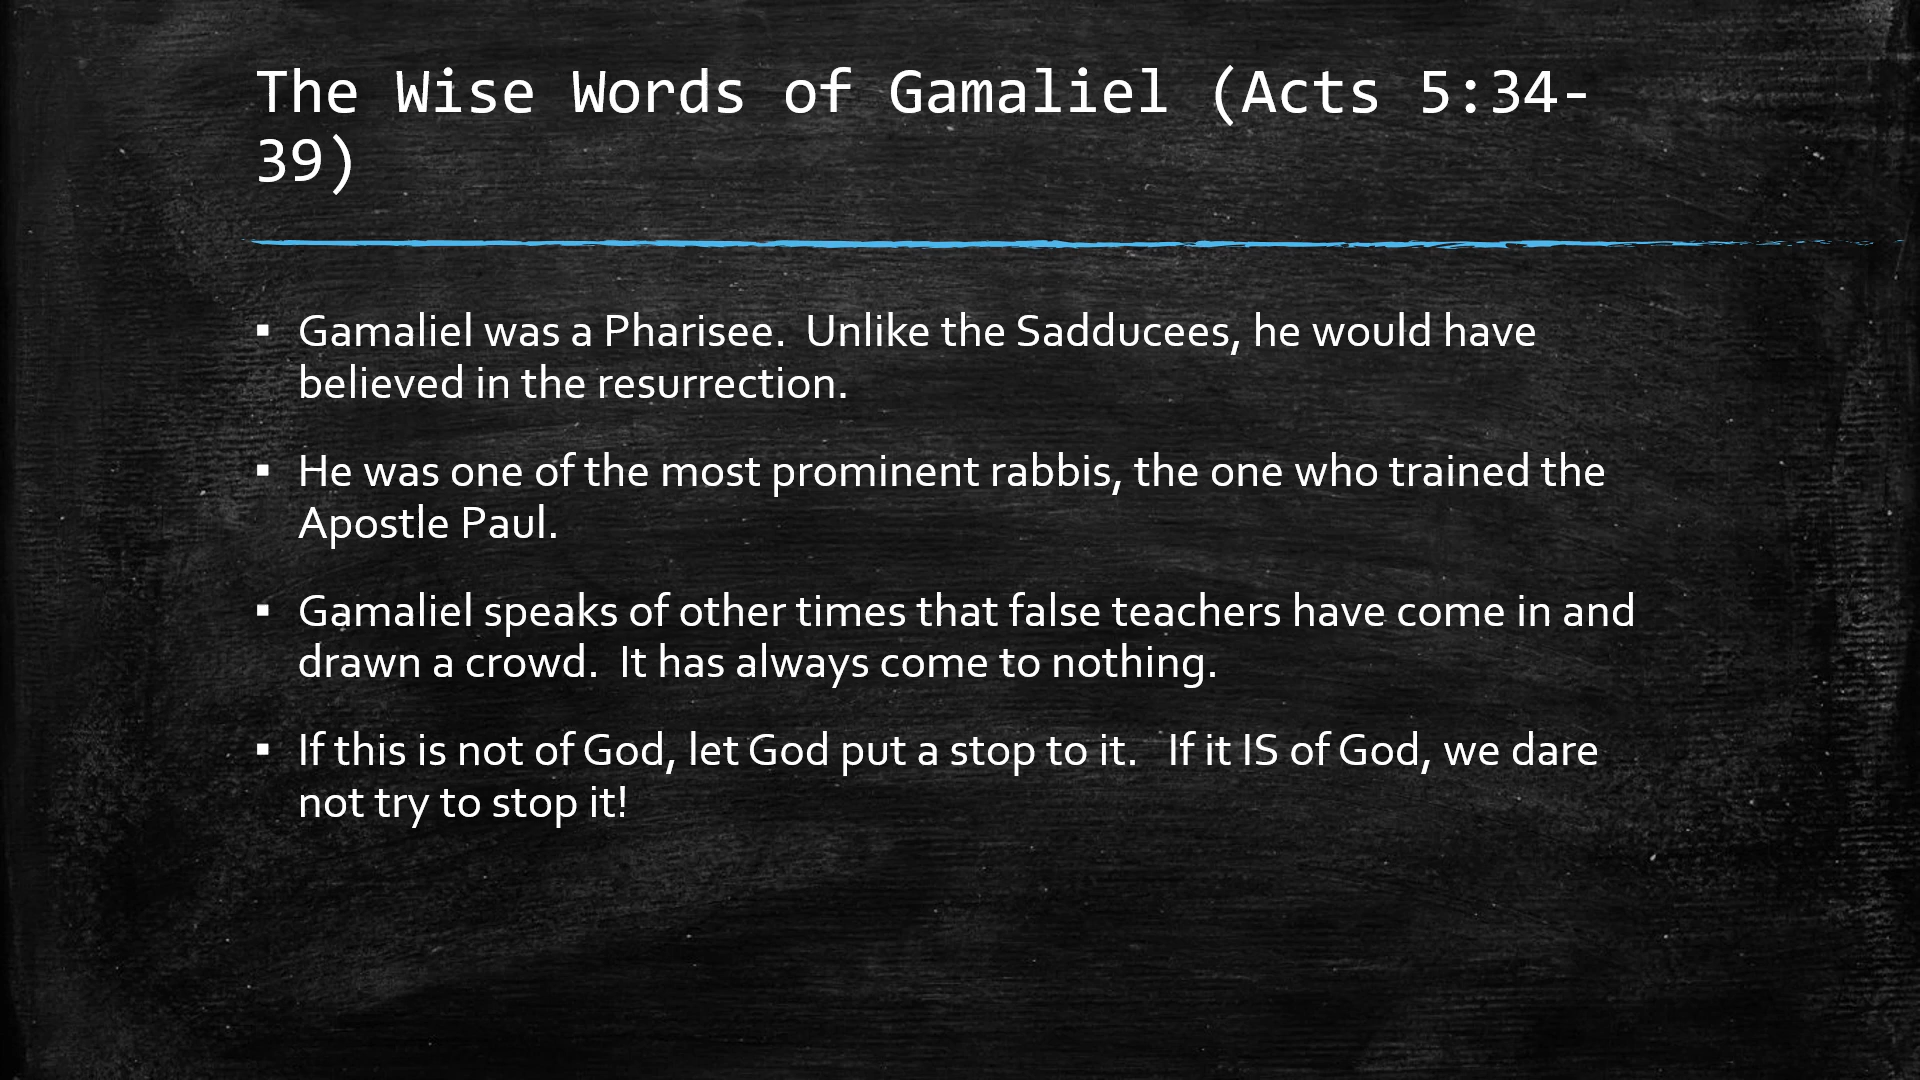 The Wise Words of Gamaliel (Acts 5:34-
39)
▪ Gamaliel was a Pharisee.  Unlike the Sadducees, he would have
believed in the resurrection.
▪ He was one of the most prominent rabbis, the one who trained the
Apostle Paul.
▪ Gamaliel speaks of other times that false teachers have come in and
drawn a crowd.  It has always come to nothing.
▪ If this is not of God, let God put a stop to it.   If it IS of God, we dare
not try to stop it!